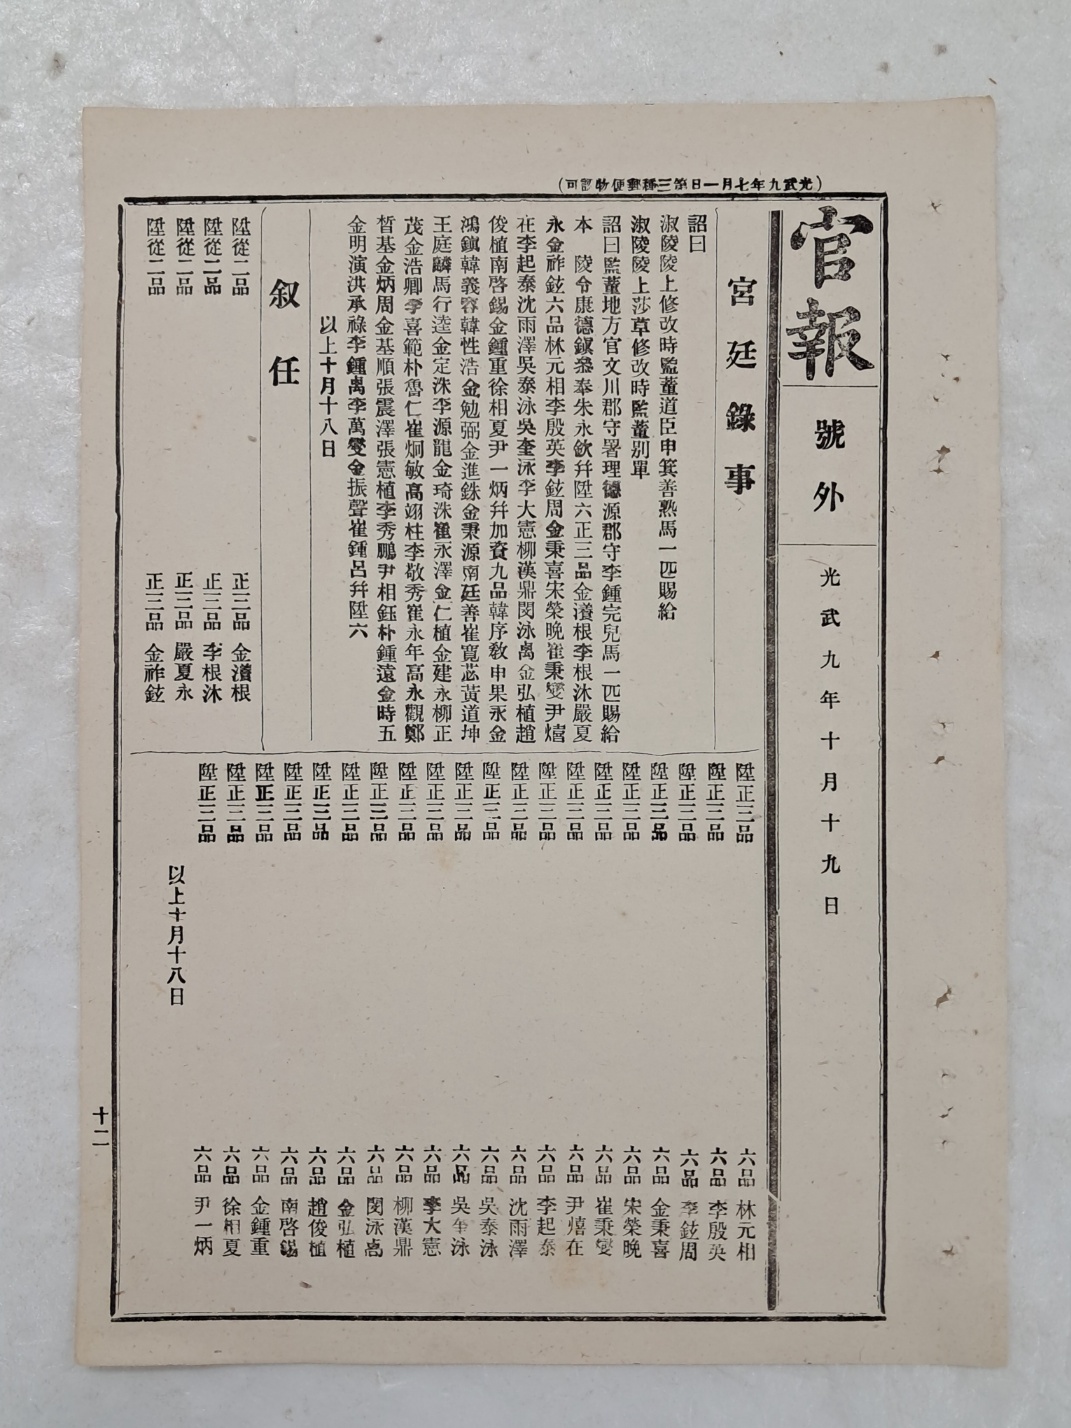 (光武九年七月一日第三種郵便物認可)
官報
號外
光武九年十月十九日
宮廷錄事
詔曰
淑陵陵上修改時監董道臣申箕善熟馬一匹賜給
淑陵陵上莎草修改時監董別單
詔曰監董地方官文川郡守署理德源郡守李鍾完兒馬一匹賜給
本 陵令康德鎭叅奉朱永欽幷陞六正三品金瓚根李根沐嚴夏
永金祚鉉六品林元相李殷英李鉉周金秉喜宋榮晩崔秉燮尹熺
在李起泰沈雨澤吳泰泳吳奎泳李大憲柳漢鼎閔泳卨金弘植趙
俊植南啓錫金鍾重徐相夏尹一炳幷加資九品韓序敎申果永金
鴻鎭韓義容韓性浩金勉弼金進銖金秉源南廷善崔寬苾黃道坤
王庭麟馬行逵金定洙李源龍金琦洙崔永澤金仁植金建永柳正
茂金浩卿李喜範朴魯仁崔烱敏高翊柱李敬秀崔永年高永觀鄭
晳基金炳周金基順張震澤張憲植李秀鵬尹相鈺朴鍾遠金時五
金明演洪承祿李鍾禼李萬燮金振聲崔鍾呂幷陞六
以上十月十八日
叙任
陞從二品 正三品 金瓚根
陞從二品 正三品 李根沐
陞從二品 正三品 嚴夏永
陞從二品 正三品 金祚鉉
陞正三品 六品 林元相
陞正三品 六品 李殷英
陞正三品 六品 李鉉周
陞正三品 六品 金秉喜
陞正三品 六品 宋榮晩
陞正三品 六品 崔秉燮
陞正三品 六品 尹熺在
陞正三品 六品 李起泰
陞正三品 六品 沈雨澤
陞正三品 六品 吳泰泳
陞正三品 六品 吳奎泳
陞正三品 六品 李大憲
陞正三品 六品 柳漢鼎
陞正三品 六品 閔泳卨
陞正三品 六品 金弘植
陞正三品 六品 趙俊植
陞正三品 六品 南啓錫
陞正三品 六品 金鍾重
陞正三品 六品 徐相夏
陞正三品 六品 尹一炳
以上十月十八日
十二